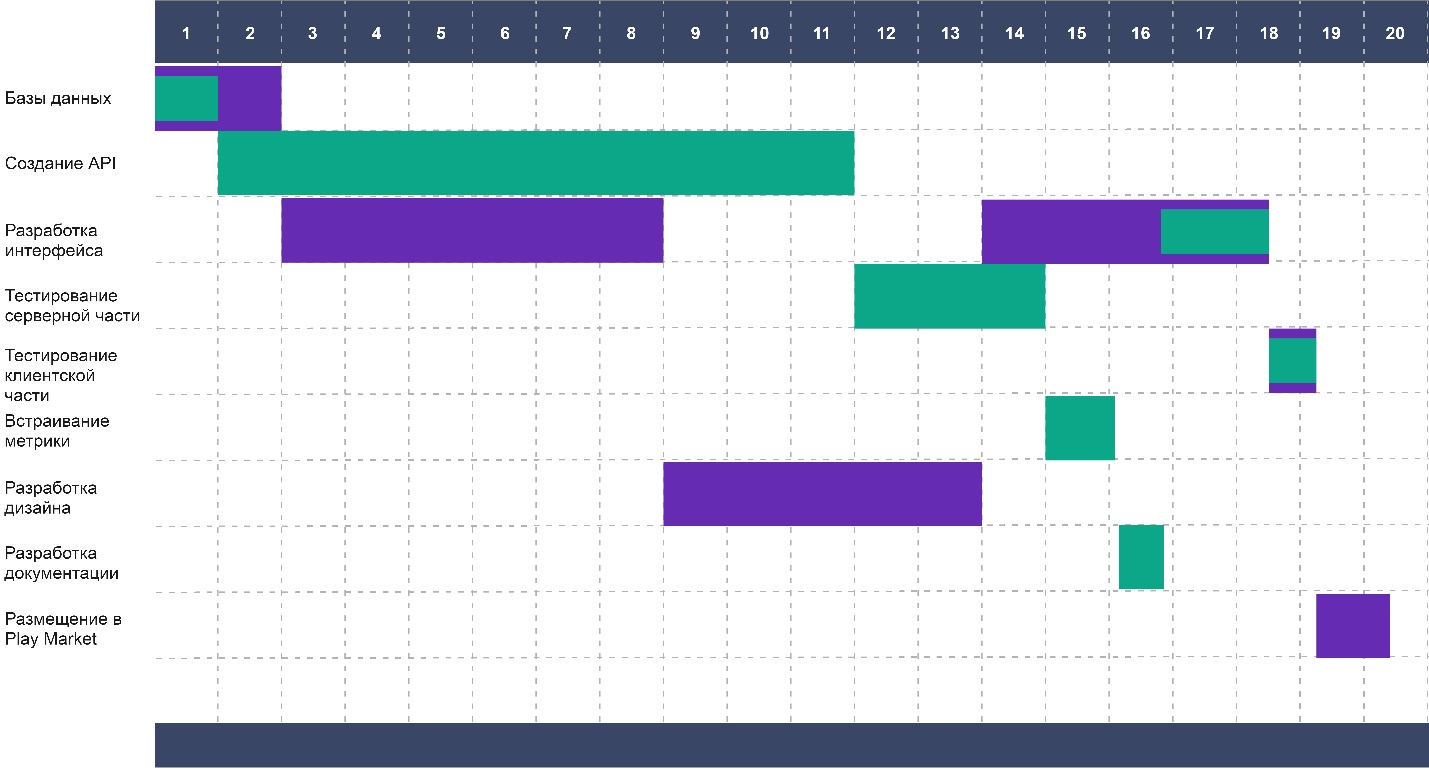 1 2 3 4 5 6 7 8 9 10 11 12 13 14 15 16 17 18 19 20
Базы данных
Создание API
Разработка
интерфейса
Тестирование
серверной части
Тестирование
клиентской
части
Встраивание
метрики
Разработка
дизайна
Разработка
документации
Размещение в
Play Market